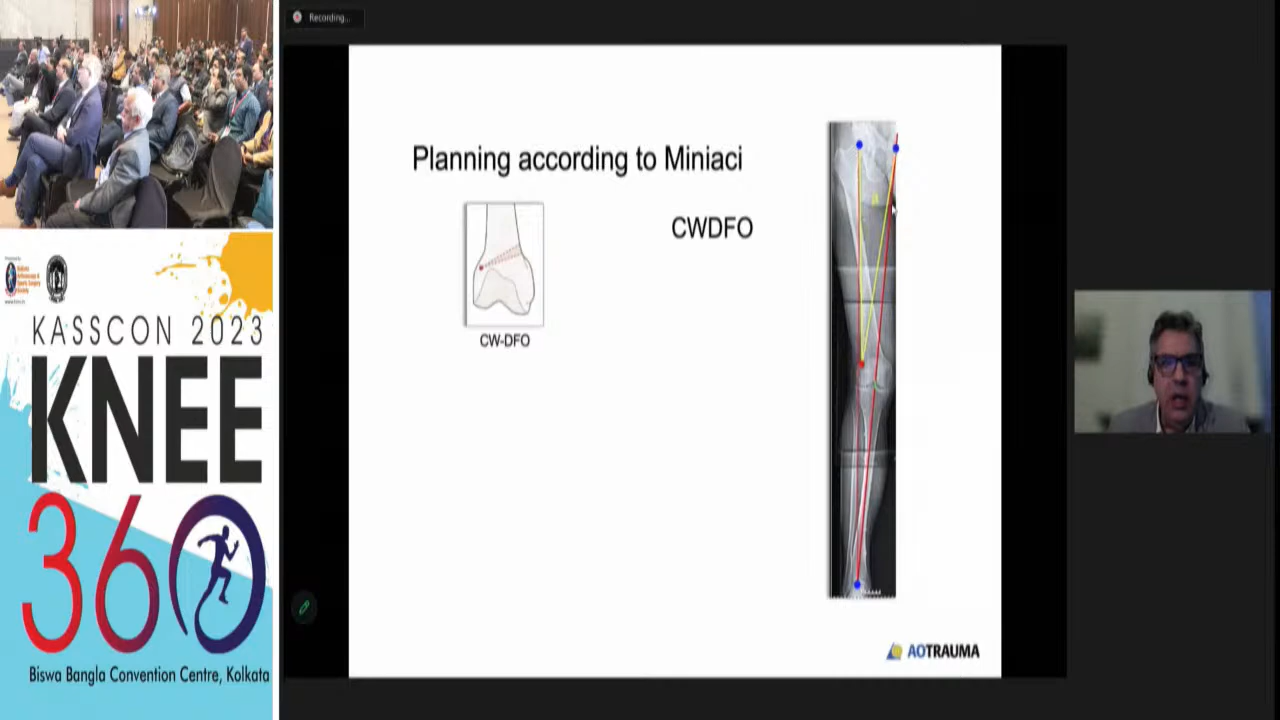 Recording...
Planning according to Miniaci
CWDFO
CW-DFO
a
AOTRAUMA
KASSCON 2023
KNEE
360
Biswa Bangla Convention Centre, Kolkata